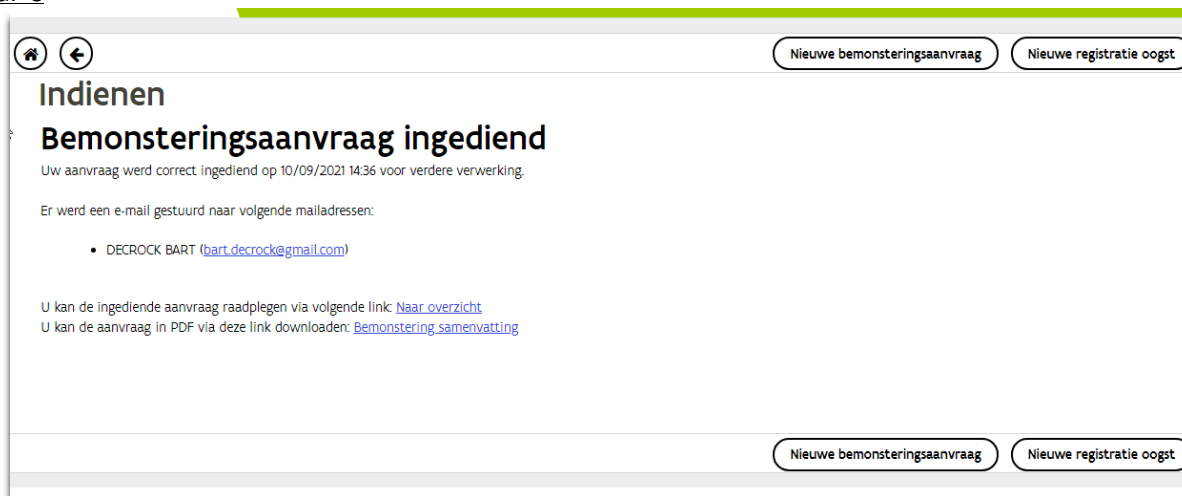 Nieuwe bemonsteringsaanvraag Nieuwe registratie oogst
Indienen
Bemonsteringsaanvraag ingediend
Uw aanvraag werd correct ingediend op 10/09/2021 14:36 voor verdere verwerking.
Er werd een e-mail gestuurd naar volgende mailadressen:
• DECROCK BART (bart.decrock@gmail.com)
U kan de ingediende aanvraag raadplegen via volgende link: Naar overzicht
U kan de aanvraag in PDF via deze link downloaden: Bemonstering samenvatting
Nieuwe bemonsteringsaanvraag Nieuwe registratie oogst